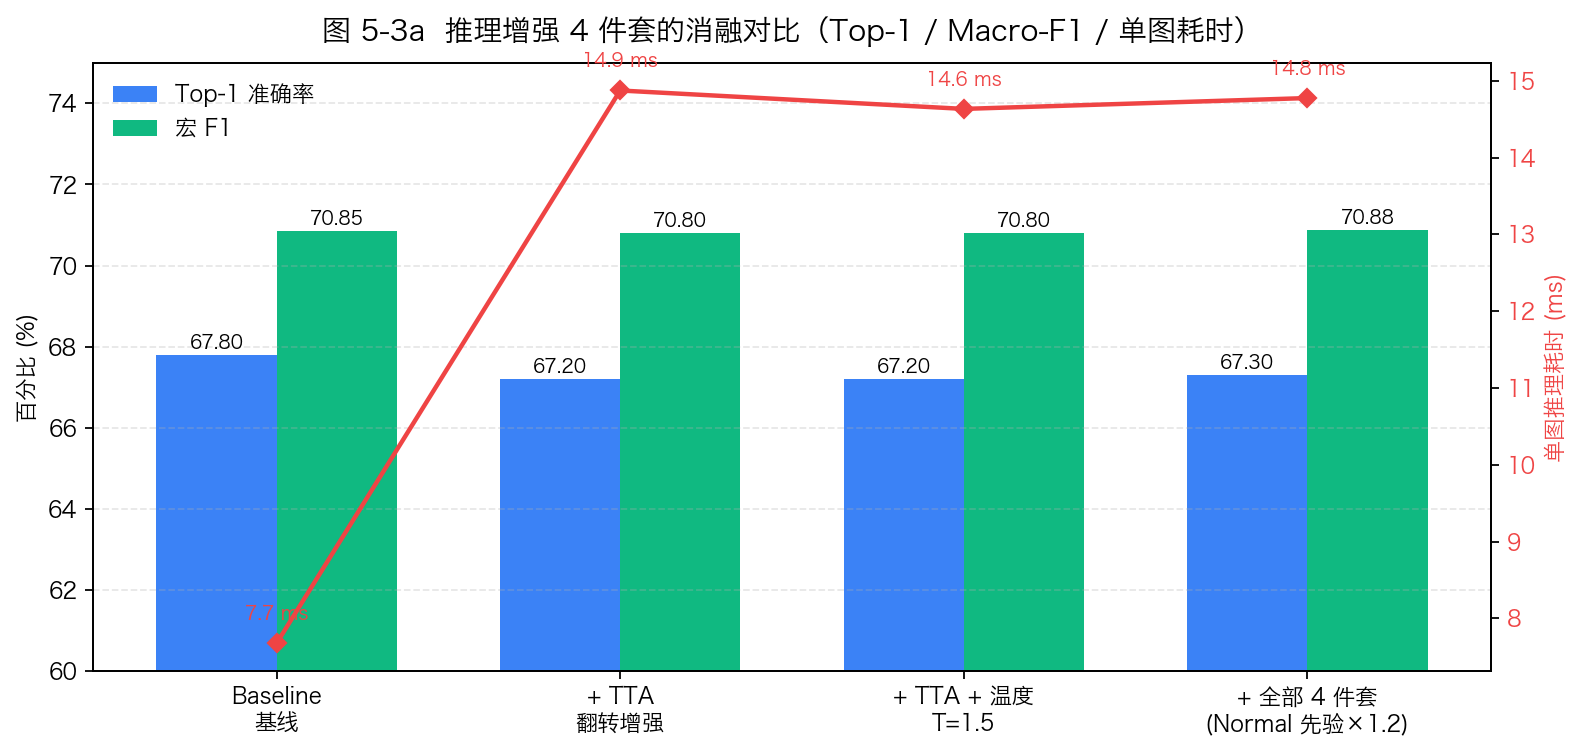 图 5-3a 推理增强 4 件套的消融对比（Top-1 / Macro-F1 / 单图耗时）
Top-1 准确率
宏 F1
14.9 ms
14.6 ms
14.8 ms
7.7 ms
67.80
70.85
67.20
70.80
67.20
70.80
67.30
70.88
百分比 (%)
74
72
70
68
66
64
62
60
单图推理耗时 (ms)
15
14
13
12
11
10
9
8
Baseline
基线
+ TTA
翻转增强
+ TTA + 温度
T=1.5
+ 全部 4 件套
(Normal 先验×1.2)